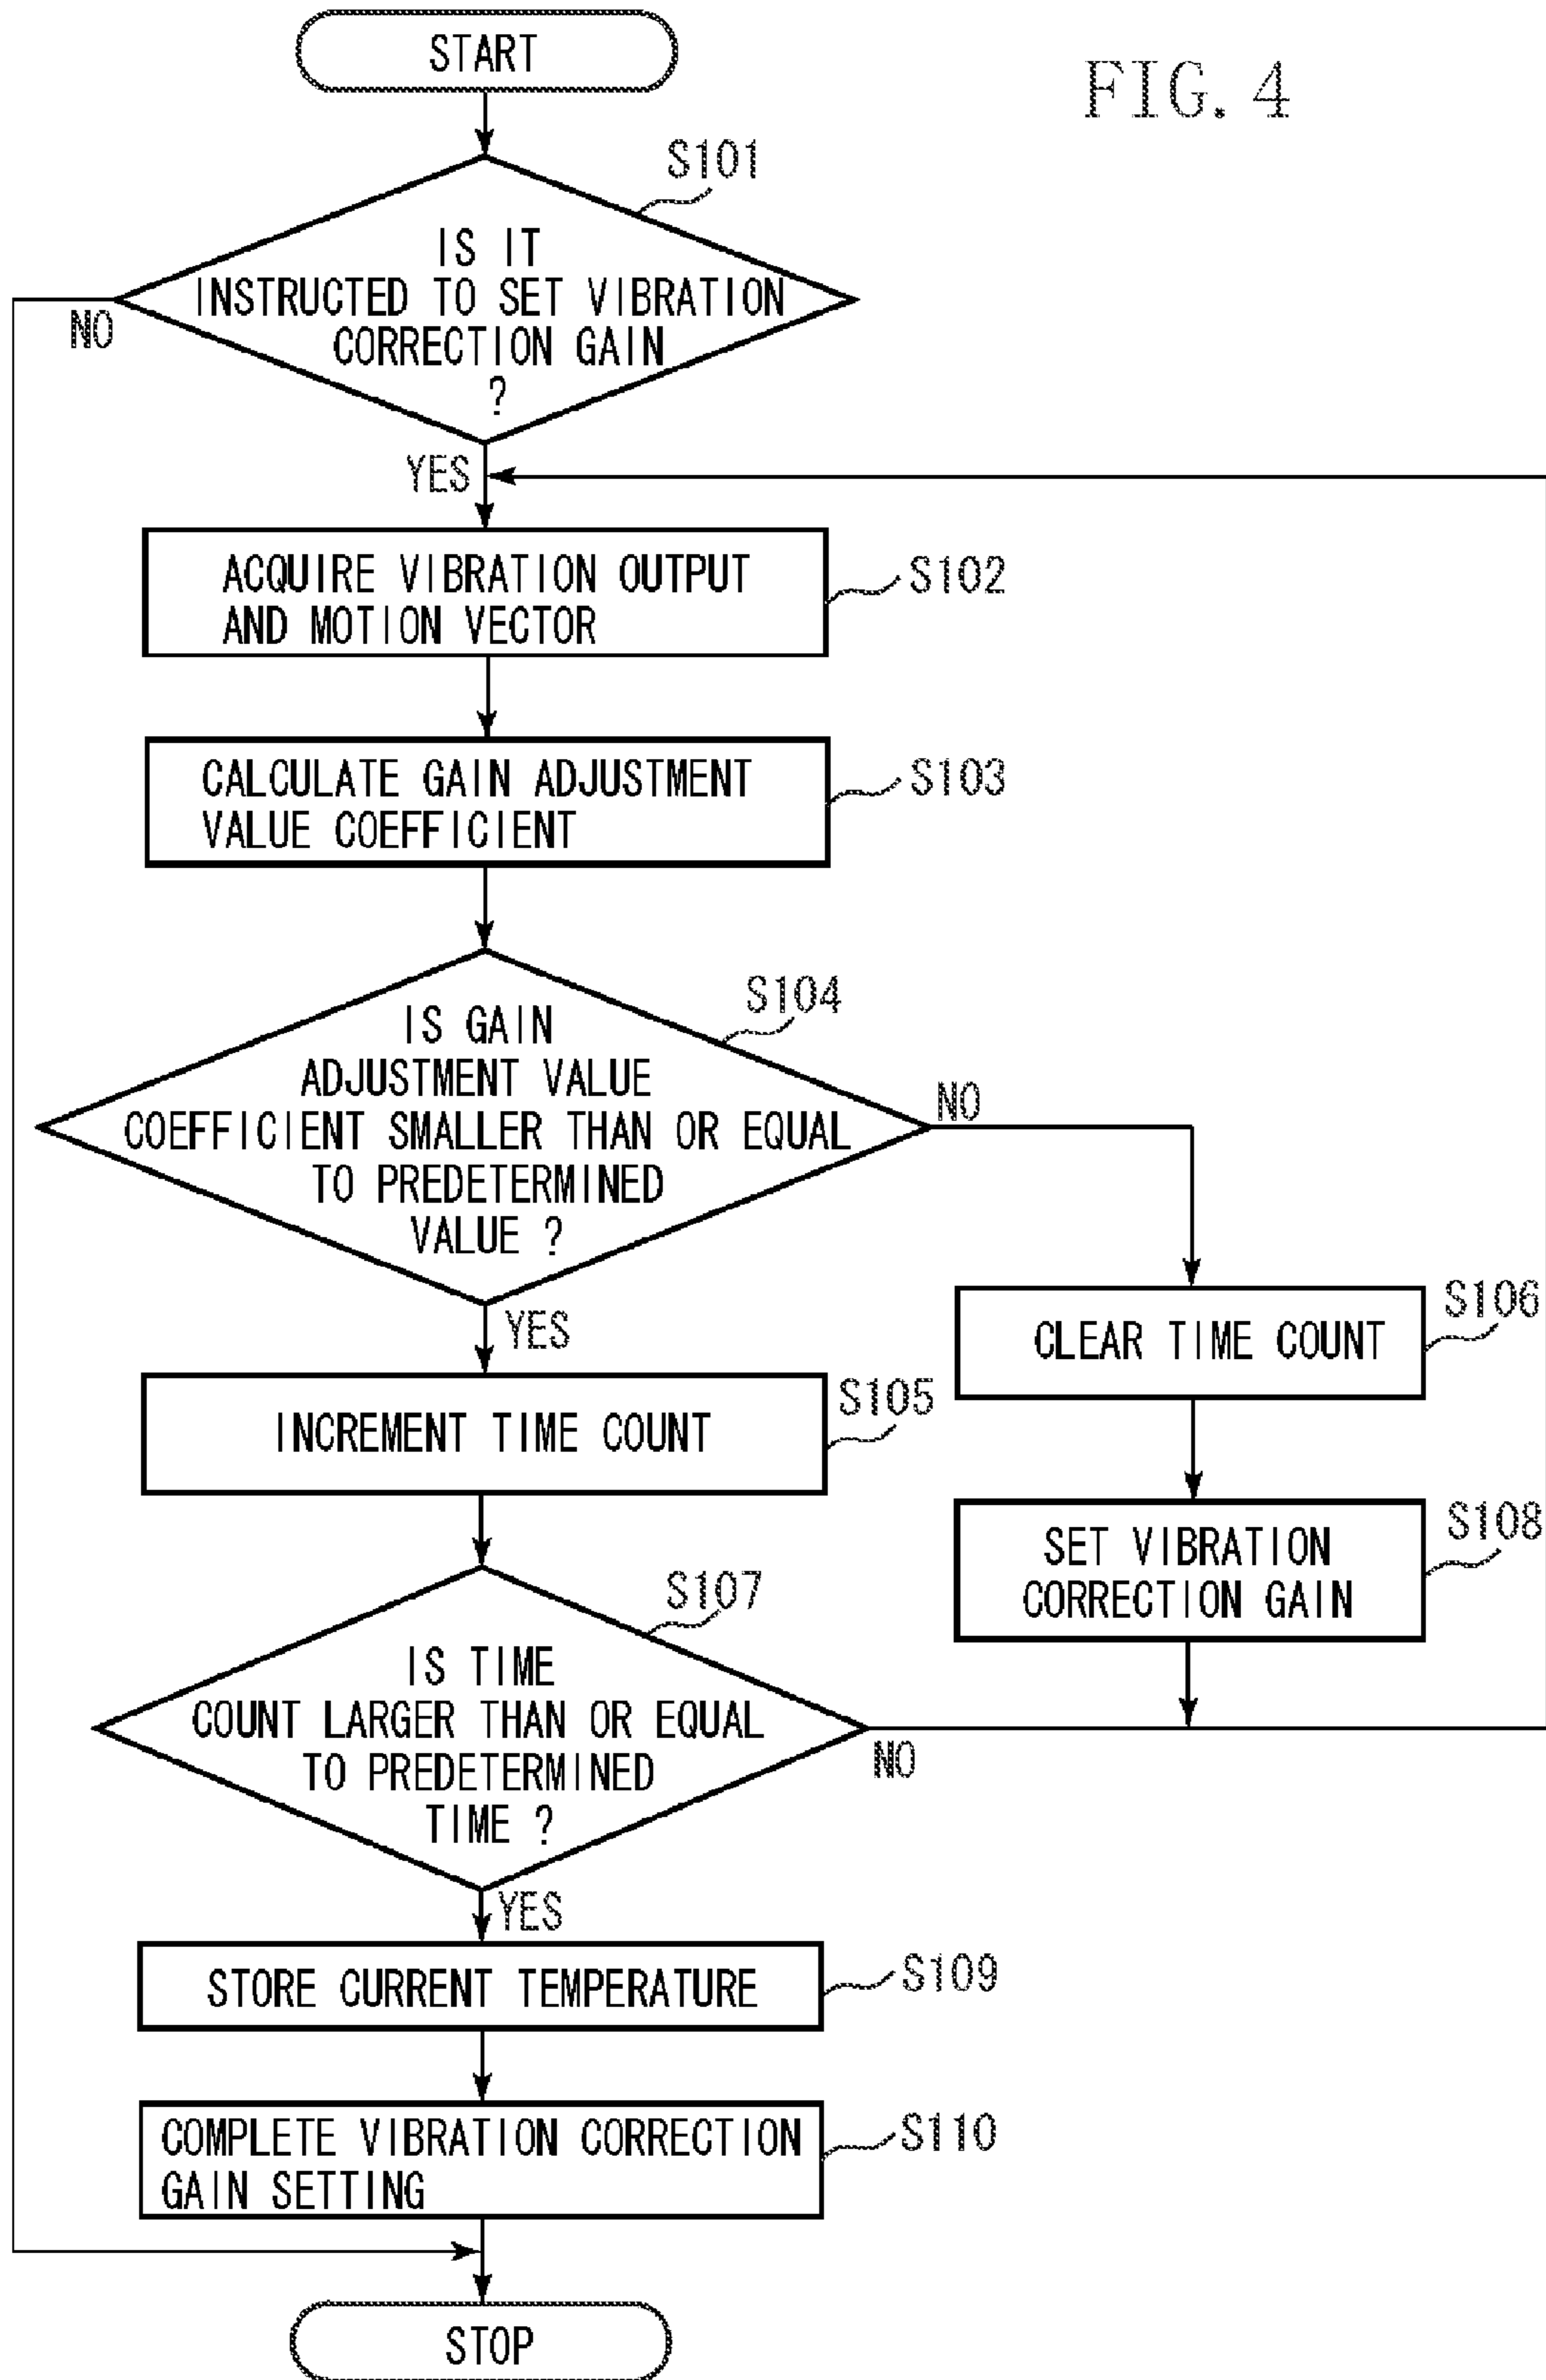 START
FIG. 4
S101
IS IT
INSTRUCTED TO SET VIBRATION
CORRECTION GAIN
?
NO
YES
ACQUIRE VIBRATION OUTPUT
AND MOTION VECTOR
S102
CALCULATE GAIN ADJUSTMENT
VALUE COEFFICIENT
S103
S104
IS GAIN
ADJUSTMENT VALUE
COEFFICIENT SMALLER THAN OR EQUAL
TO PREDETERMINED
VALUE ?
NO
YES
S106
CLEAR TIME COUNT
S105
INCREMENT TIME COUNT
S108
SET VIBRATION
CORRECTION GAIN
S107
IS TIME
COUNT LARGER THAN OR EQUAL
TO PREDETERMINED
TIME ?
NO
YES
STORE CURRENT TEMPERATURE
S109
COMPLETE VIBRATION CORRECTION
GAIN SETTING
S110
STOP